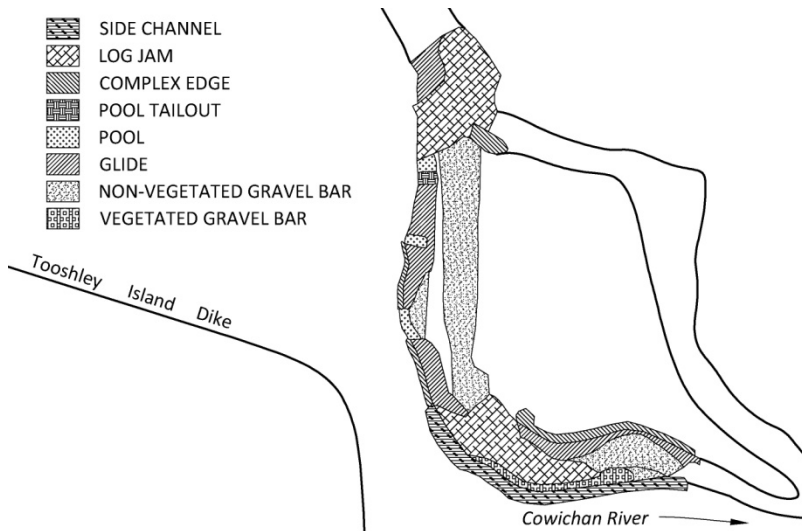 SIDE CHANNEL
LOG JAM
COMPLEX EDGE
POOL TAILOUT
POOL
GLIDE
NON-VEGETATED GRAVEL BAR
VEGETATED GRAVEL BAR
Tooshley Island Dike
Cowichan River